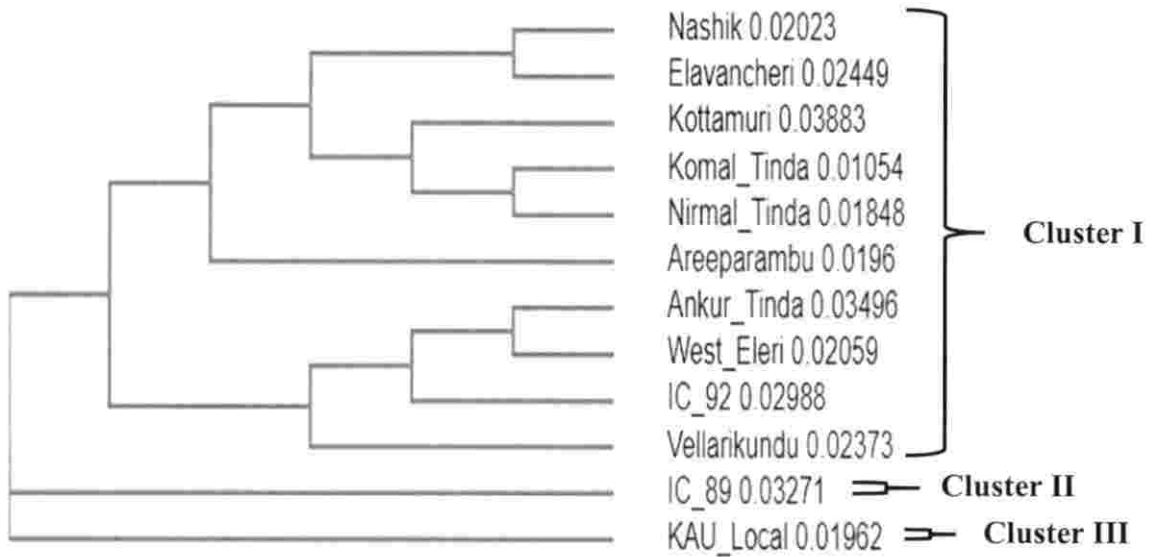 Nashik 0.02023
Elavancheri 0.02449
Kottamuri 0.03883
Komal_Tinda 0.01054
Nirmal_Tinda 0.01848
Cluster I
Areeparambu 0.0196
Ankur_Tinda 0.03496
West_Eleri 0.02059
IC_92 0.02988
Vellarikundu 0.02373
IC_89 0.03271 Cluster II
KAU_Local 0.01962 Cluster III